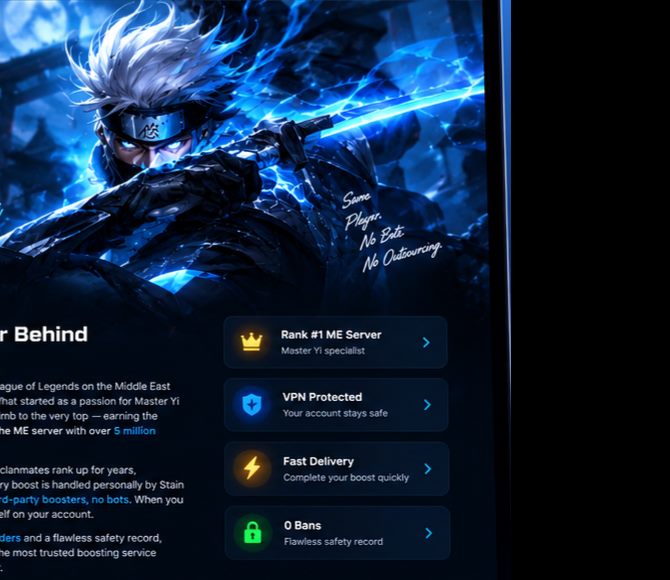 悠
Same
Player.
No Bots.
No Outsourcing.
r Behind
ague of Legends on the Middle East
hat started as a passion for Master Yi
mb to the very top — earning the
he ME server with over 5 million
clanmates rank up for years,
ry boost is handled personally by Stain
rd-party boosters, no bots. When you
elf on your account.
ders and a flawless safety record,
he most trusted boosting service
r.
Rank #1 ME Server
Master Yi specialist
VPN Protected
Your account stays safe
Fast Delivery
Complete your boost quickly
0 Bans
Flawless safety record